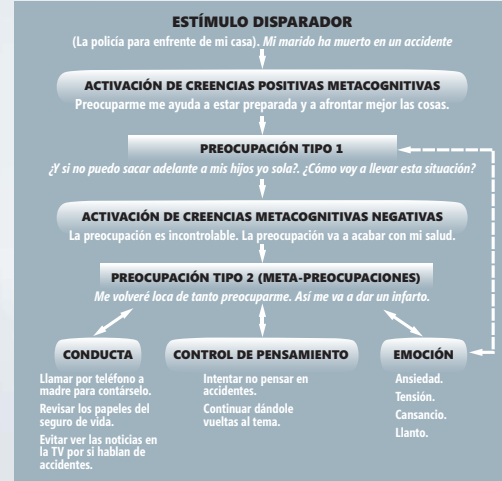 ESTÍMULO DISPARADOR
(La policía para enfrente de mi casa). Mi marido ha muerto en un accidente
ACTIVACIÓN DE CREENCIAS POSITIVAS METACOGNITIVAS
Preocuparme me ayuda a estar preparada y a afrontar mejor las cosas.
PREOCUPACIÓN TIPO 1
¿Y si no puedo sacar adelante a mis hijos yo sola?. ¿Cómo voy a llevar esta situación?
ACTIVACIÓN DE CREENCIAS METACOGNITIVAS NEGATIVAS
La preocupación es incontrolable. La preocupación va a acabar con mi salud.
PREOCUPACIÓN TIPO 2 (META-PREOCUPACIONES)
Me volveré loca de tanto preocuparme. Así me va a dar un infarto.
CONDUCTA
Llamar por teléfono a
madre para contárselo.
Revisar los papeles del
seguro de vida.
Evitar ver las noticias en
la TV por si hablan de
accidentes.
CONTROL DE PENSAMIENTO
Intentar no pensar en
accidentes.
Continuar dándole
vueltas al tema.
EMOCIÓN
Ansiedad.
Tensión.
Cansancio.
Llanto.